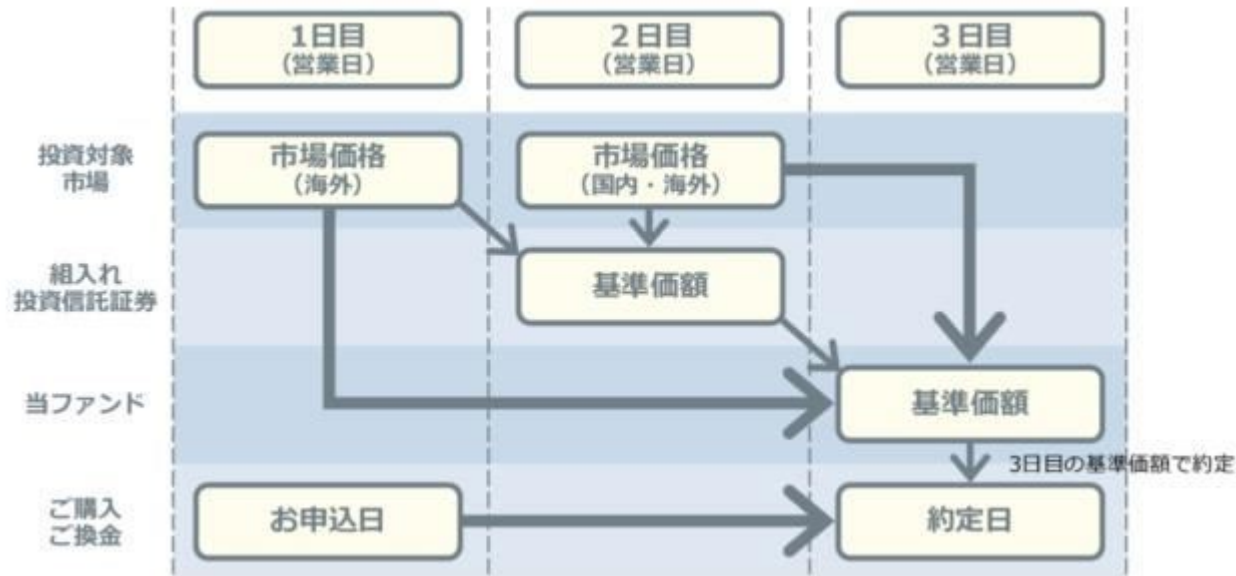 1日目
（営業日）
2日目
（営業日）
3日目
（営業日）
投資対象
市場
市場価格
（海外）
市場価格
（国内・海外）
組入れ
投資信託証券
基準価額
当ファンド
基準価額
3日目の基準価額で約定
ご購入
ご換金
お申込日
約定日